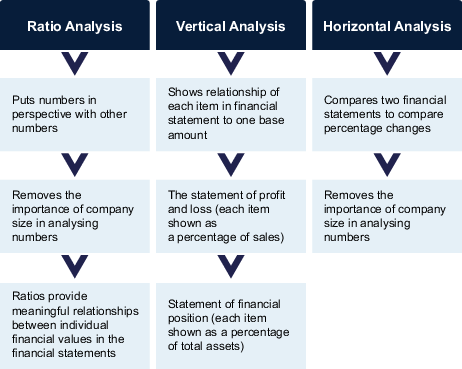 Ratio Analysis
Puts numbers in
perspective with other
numbers
Removes the
importance of company
size in analysing
numbers
Ratios provide
meaningful relationships
between individual
financial values in the
financial statements
Vertical Analysis
Shows relationship of
each item in financial
statement to one base
amount
The statement of profit
and loss (each item
shown as
a percentage of sales)
Statement of financial
position (each item
shown as a percentage
of total assets)
Horizontal Analysis
Compares two financial
statements to compare
percentage changes
Removes the
importance of company
size in analysing
numbers